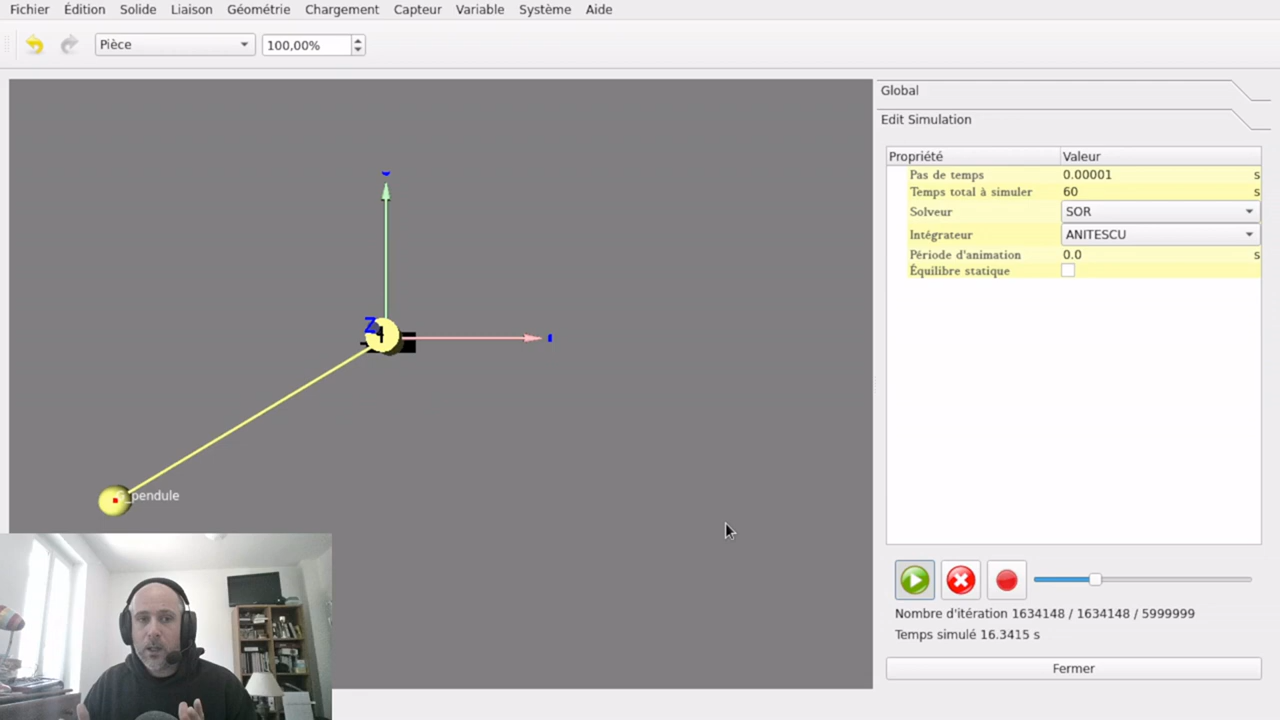 Fichier Édition Solide Liaison Géométrie Chargement Capteur Variable Système Aide
Pièce 100,00%
Global
Edit Simulation
Propriété Valeur
Pas de temps 0.00001 s
Temps total à simuler 60 s
Solveur SOR
Intégrateur ANITESCU
Période d'animation 0.0 s
Équilibre statique
Z
pendule
Nombre d'itération 1634148 / 1634148 / 5999999
Temps simulé 16.3415 s
Fermer